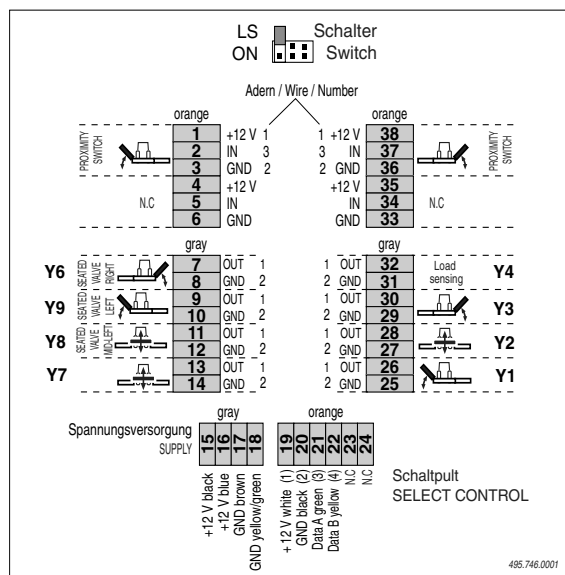 LS Schalter
ON Switch
Adern / Wire / Number
orange orange
PROXIMITY SWITCH 1 +12 V 1 1 +12 V 38 PROXIMITY SWITCH
2 IN 3 3 IN 37
3 GND 2 2 GND 36
4 +12 V +12 V 35
N.C 5 IN IN 34 N.C
6 GND GND 33
gray gray
Y6 SEATED VALVE RIGHT 7 OUT 1 1 OUT 32 Load sensing Y4
8 GND 2 2 GND 31
Y9 SEATED VALVE LEFT 9 OUT 1 1 OUT 30 Y3
10 GND 2 2 GND 29
Y8 SEATED VALVE MID-LEFT 11 OUT 1 1 OUT 28 Y2
12 GND 2 2 GND 27
Y7 13 OUT 1 1 OUT 26 Y1
14 GND 2 2 GND 25
gray orange
Spannungsversorgung
SUPPLY
15 16 17 18 19 20 21 22 23 24
+12 V black
+12 V blue
GND brown
GND yellow/green
+ 12 V white (1)
GND black (2)
Data A green (3)
Data B yellow (4)
N.C
N.C
Schaltpult
SELECT CONTROL
495.746.0001